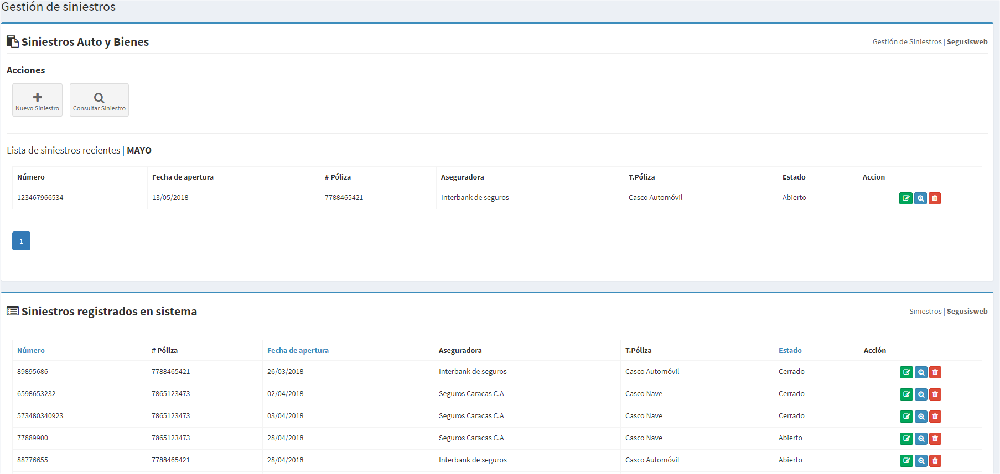 Gestión de siniestros
Siniestros Auto y Bienes
Gestión de Siniestros | Segusisweb
Acciones
Nuevo Siniestro
Consultar Siniestro
Lista de siniestros recientes | MAYO
Número Fecha de apertura # Póliza Aseguradora T.Póliza Estado Accion
123467966534 13/05/2018 7788465421 Interbank de seguros Casco Automóvil Abierto
1
Siniestros registrados en sistema
Siniestros | Segusisweb
Número # Póliza Fecha de apertura Aseguradora T.Póliza Estado Acción
89895686 7788465421 26/03/2018 Interbank de seguros Casco Automóvil Cerrado
6598653232 7865123473 02/04/2018 Seguros Caracas C.A Casco Nave Cerrado
573480340923 7865123473 03/04/2018 Seguros Caracas C.A Casco Nave Cerrado
77889900 7865123473 28/04/2018 Seguros Caracas C.A Casco Nave Abierto
88776655 7788465421 28/04/2018 Interbank de seguros Casco Automóvil Abierto